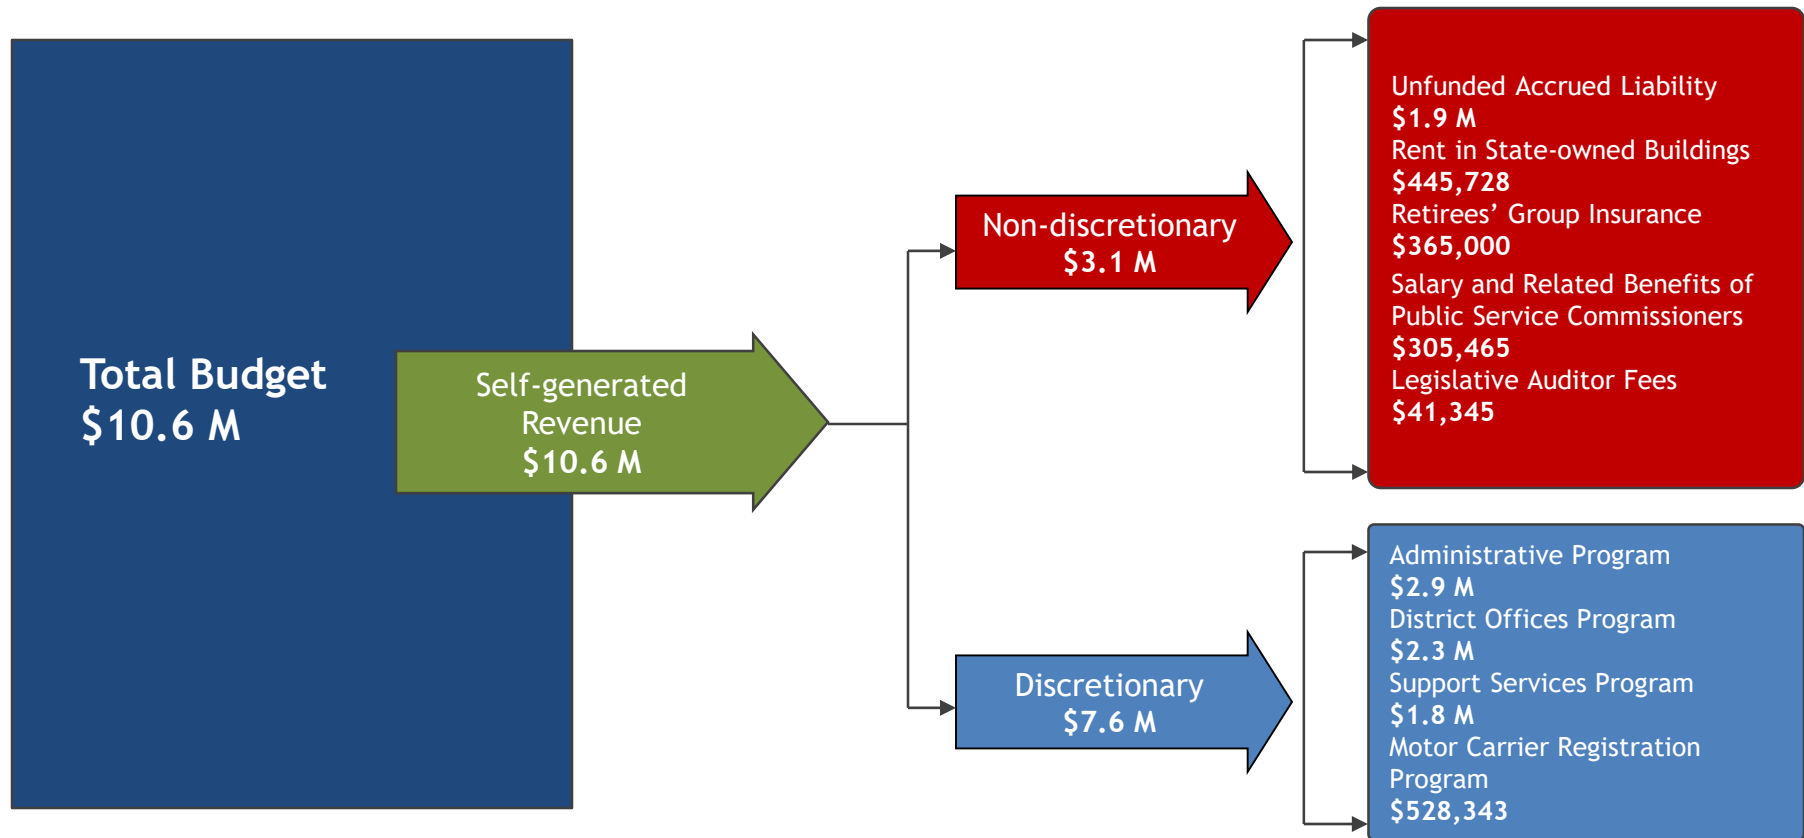 Total Budget
$10.6 M
Self-generated
Revenue
$10.6 M
Non-discretionary
$3.1 M
Discretionary
$7.6 M
Unfunded Accrued Liability
$1.9 M
Rent in State-owned Buildings
$445,728
Retirees’ Group Insurance
$365,000
Salary and Related Benefits of
Public Service Commissioners
$305,465
Legislative Auditor Fees
$41,345
Administrative Program
$2.9 M
District Offices Program
$2.3 M
Support Services Program
$1.8 M
Motor Carrier Registration
Program
$528,343